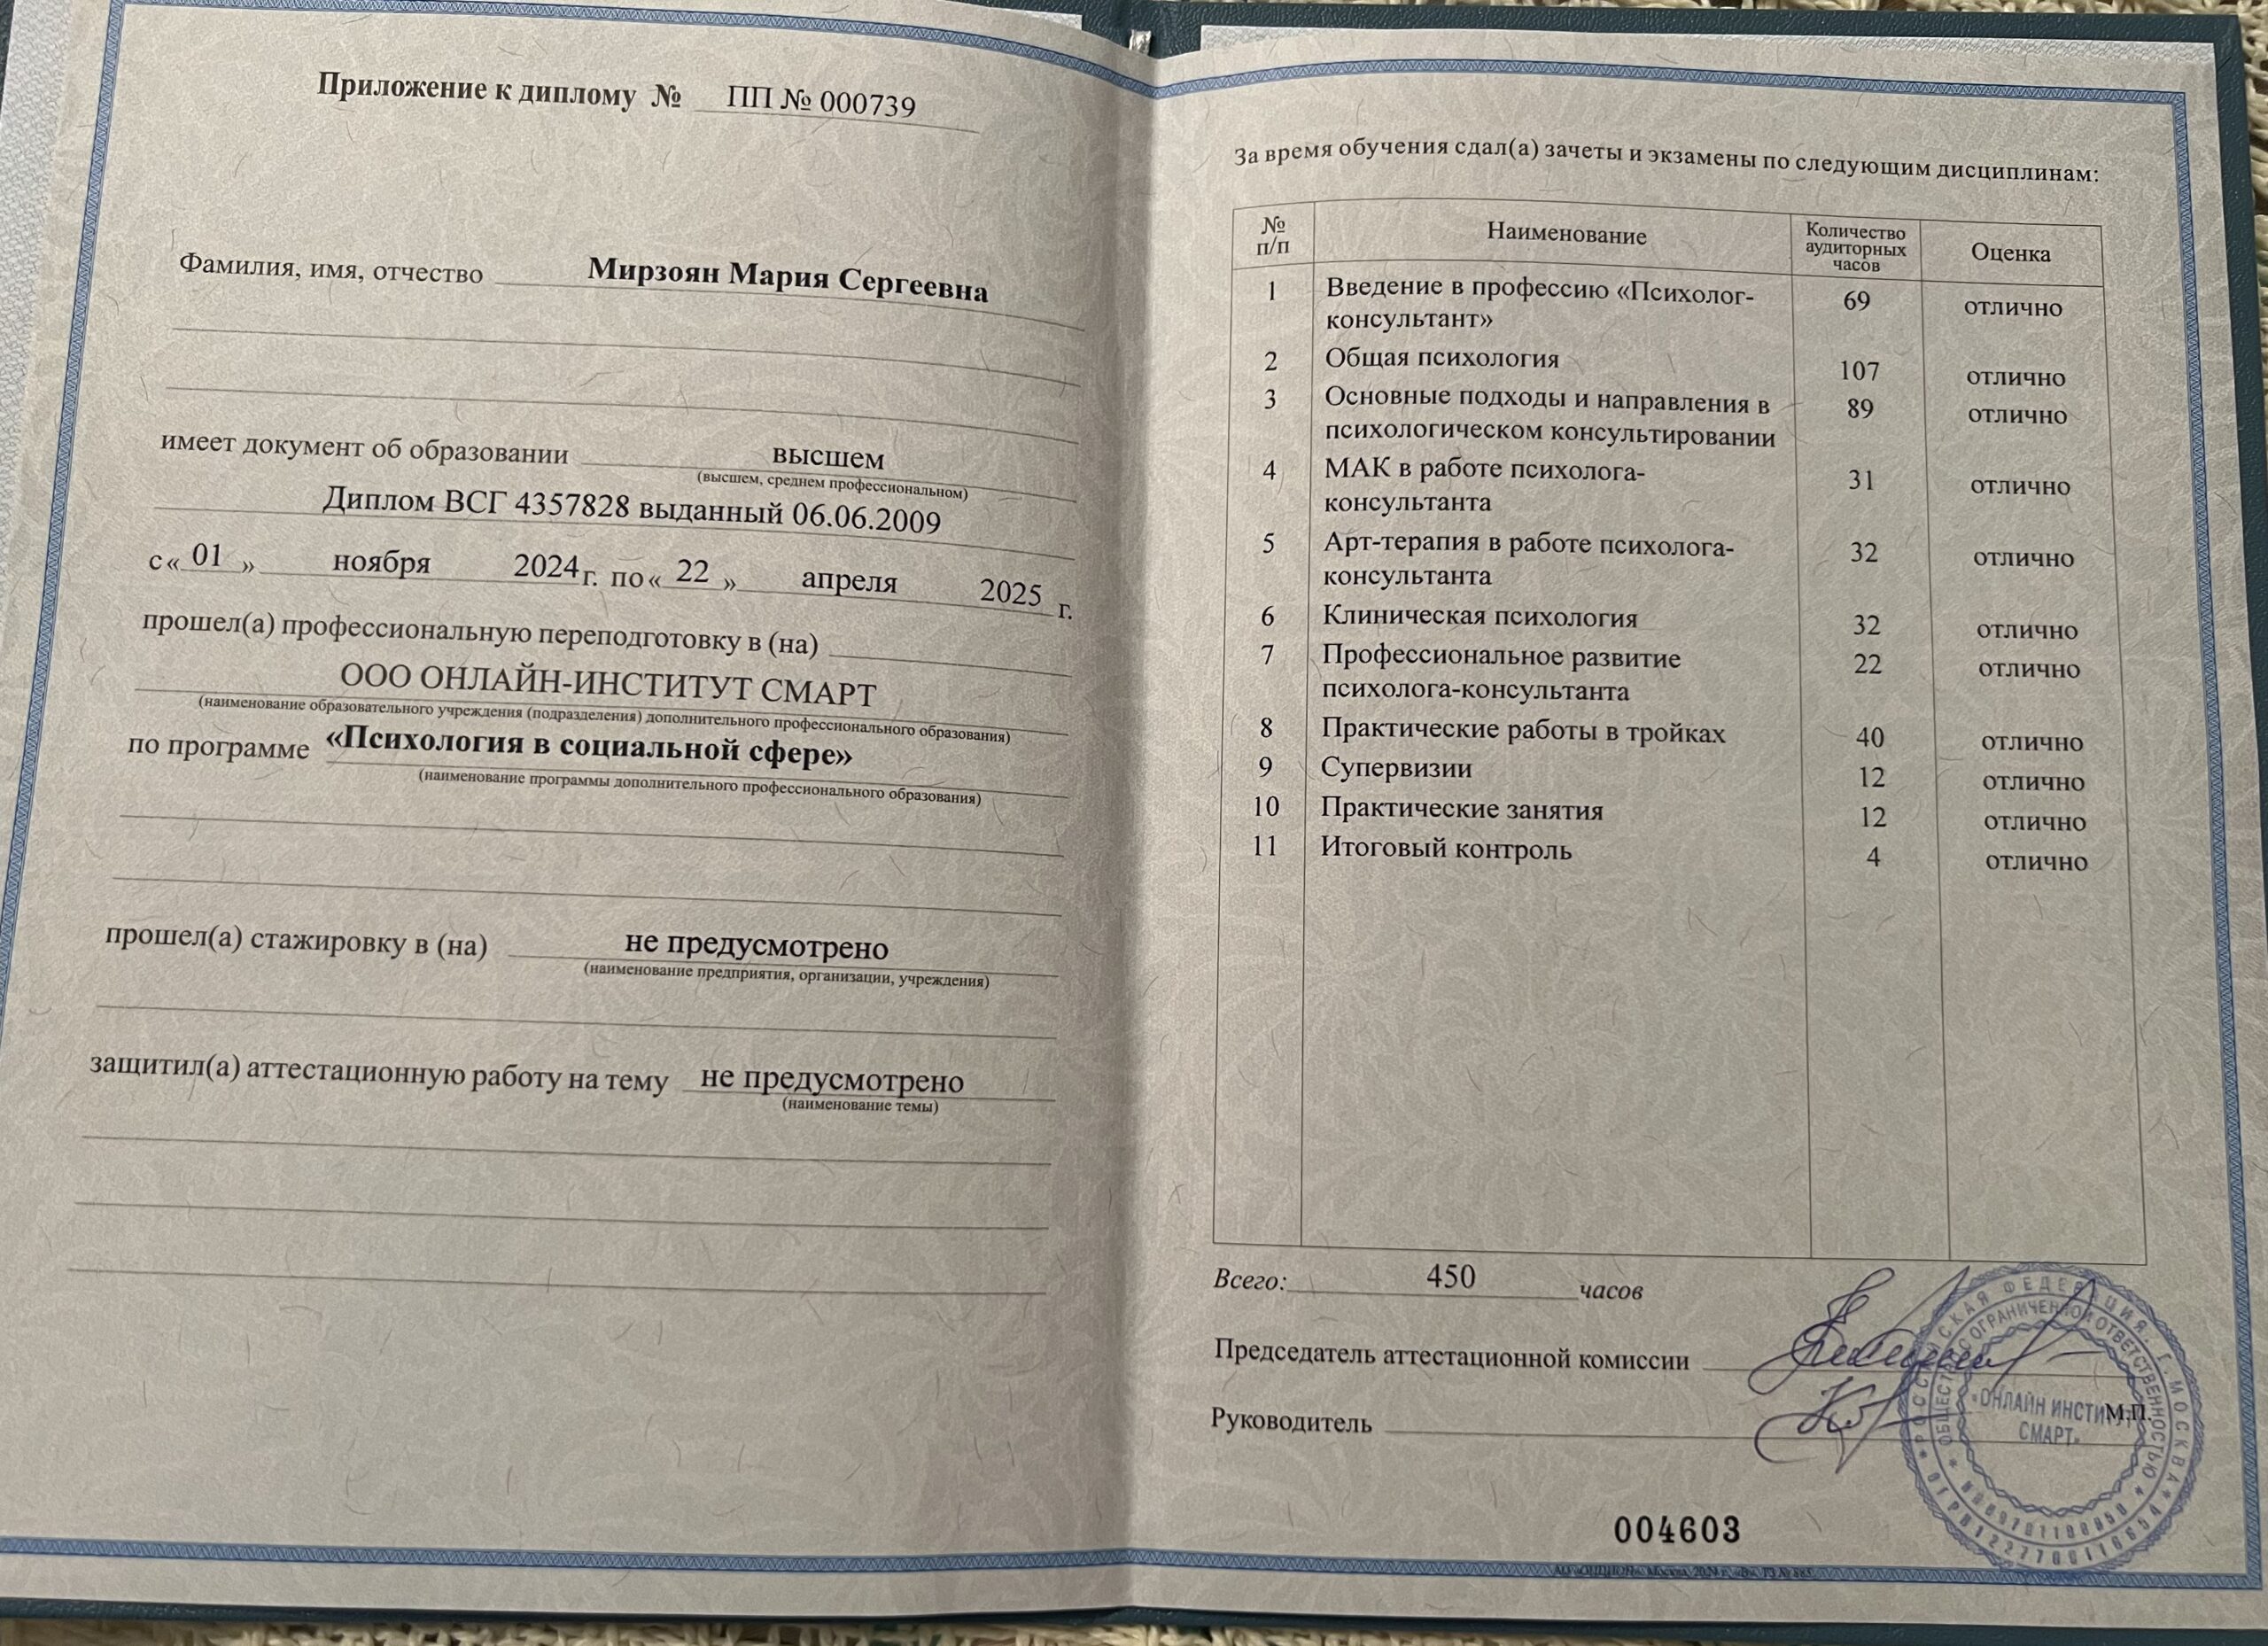 Приложение к диплому № ПП № 000739
Фамилия, имя, отчество Мирзоян Мария Сергеевна
имеет документ об образовании высшем
(высшем, среднем профессиональном)
Диплом ВСГ 4357828 выданный 06.06.2009
с « 01 » ноября 2024 г. по « 22 » апреля 2025 г.
прошел(а) профессиональную переподготовку в (на)
ООО ОНЛАЙН-ИНСТИТУТ СМАРТ
(наименование образовательного учреждения (подразделения) дополнительного профессионального образования)
по программе «Психология в социальной сфере»
(наименование программы дополнительного профессионального образования)
прошел(а) стажировку в (на) не предусмотрено
(наименование предприятия, организации, учреждения)
защитил(а) аттестационную работу на тему не предусмотрено
(наименование темы)
За время обучения сдал(а) зачеты и экзамены по следующим дисциплинам:
№ п/п Наименование Количество аудиторных часов Оценка
1 Введение в профессию «Психолог-
консультант» 69 отлично
2 Общая психология 107 отлично
3 Основные подходы и направления в
психологическом консультировании 89 отлично
4 МАК в работе психолога-
консультанта 31 отлично
5 Арт-терапия в работе психолога-
консультанта 32 отлично
6 Клиническая психология 32 отлично
7 Профессиональное развитие
психолога-консультанта 22 отлично
8 Практические работы в тройках 40 отлично
9 Супервизии 12 отлично
10 Практические занятия 12 отлично
11 Итоговый контроль 4 отлично
Всего: 450 часов
Председатель аттестационной комиссии
Руководитель
М.П.
РОССИЙСКАЯ ФЕДЕРАЦИЯ, Г. МОСКВА
ОБЩЕСТВО С ОГРАНИЧЕННОЙ ОТВЕТСТВЕННОСТЬЮ
«ОНЛАЙН ИНСТИТУТ
СМАРТ»
004603